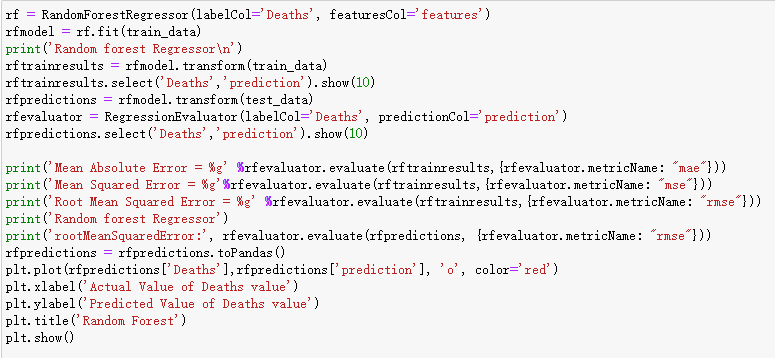 rf = RandomForestRegressor(labelCol='Deaths', featuresCol='features')
rfmodel = rf.fit(train_data)
print('Random forest Regressor\n')
rftrainresults = rfmodel.transform(train_data)
rftrainresults.select('Deaths','prediction').show(10)
rfpredictions = rfmodel.transform(test_data)
rfevaluator = RegressionEvaluator(labelCol='Deaths', predictionCol='prediction')
rfpredictions.select('Deaths','prediction').show(10)
print('Mean Absolute Error = %g' %rfevaluator.evaluate(rftrainresults,{rfevaluator.metricName: "mae"}))
print('Mean Squared Error = %g'%rfevaluator.evaluate(rftrainresults,{rfevaluator.metricName: "mse"}))
print('Root Mean Squared Error = %g' %rfevaluator.evaluate(rftrainresults,{rfevaluator.metricName: "rmse"}))
print('Random forest Regressor')
print('rootMeanSquaredError:', rfevaluator.evaluate(rfpredictions, {rfevaluator.metricName: "rmse"}))
rfpredictions = rfpredictions.toPandas()
plt.plot(rfpredictions['Deaths'],rfpredictions['prediction'], 'o', color='red')
plt.xlabel('Actual Value of Deaths value')
plt.ylabel('Predicted Value of Deaths value')
plt.title('Random Forest')
plt.show()